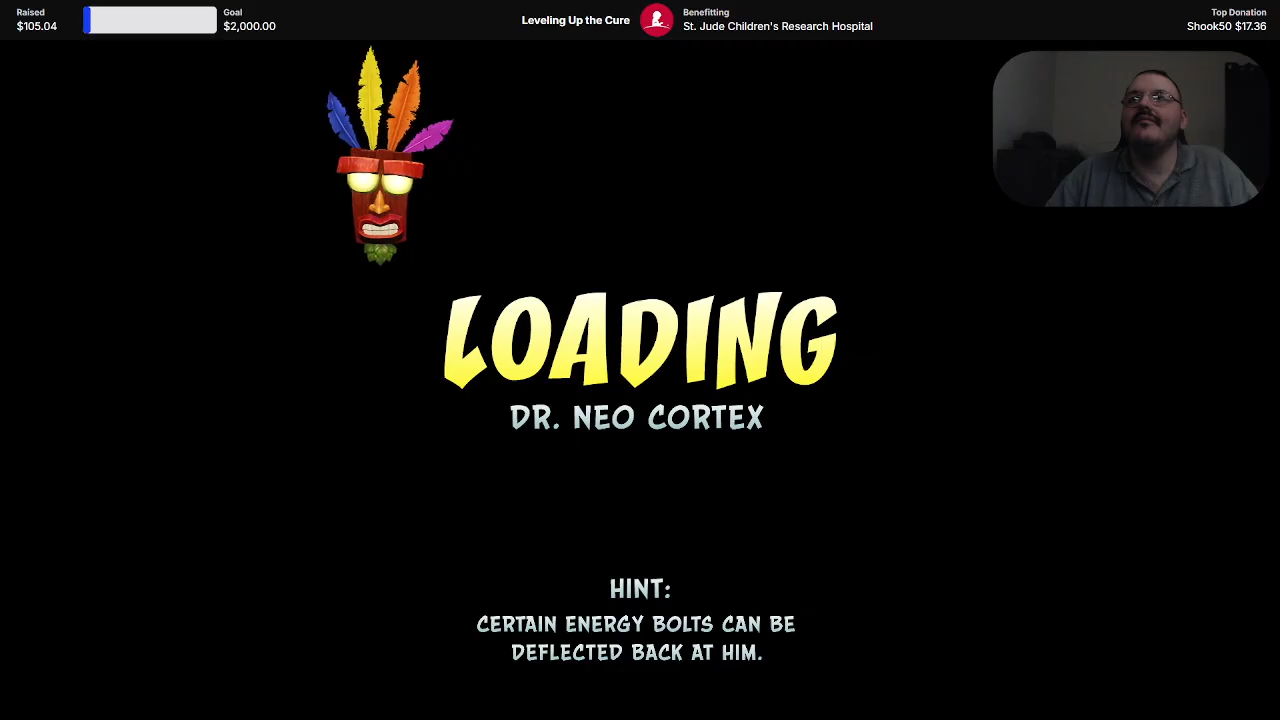 Raised
$105.04
Goal
$2,000.00
Leveling Up the Cure
Benefitting
St. Jude Children's Research Hospital
Top Donation
Shook50 $17.36
LOADING
DR. NEO CORTEX
HINT:
CERTAIN ENERGY BOLTS CAN BE
DEFLECTED BACK AT HIM.